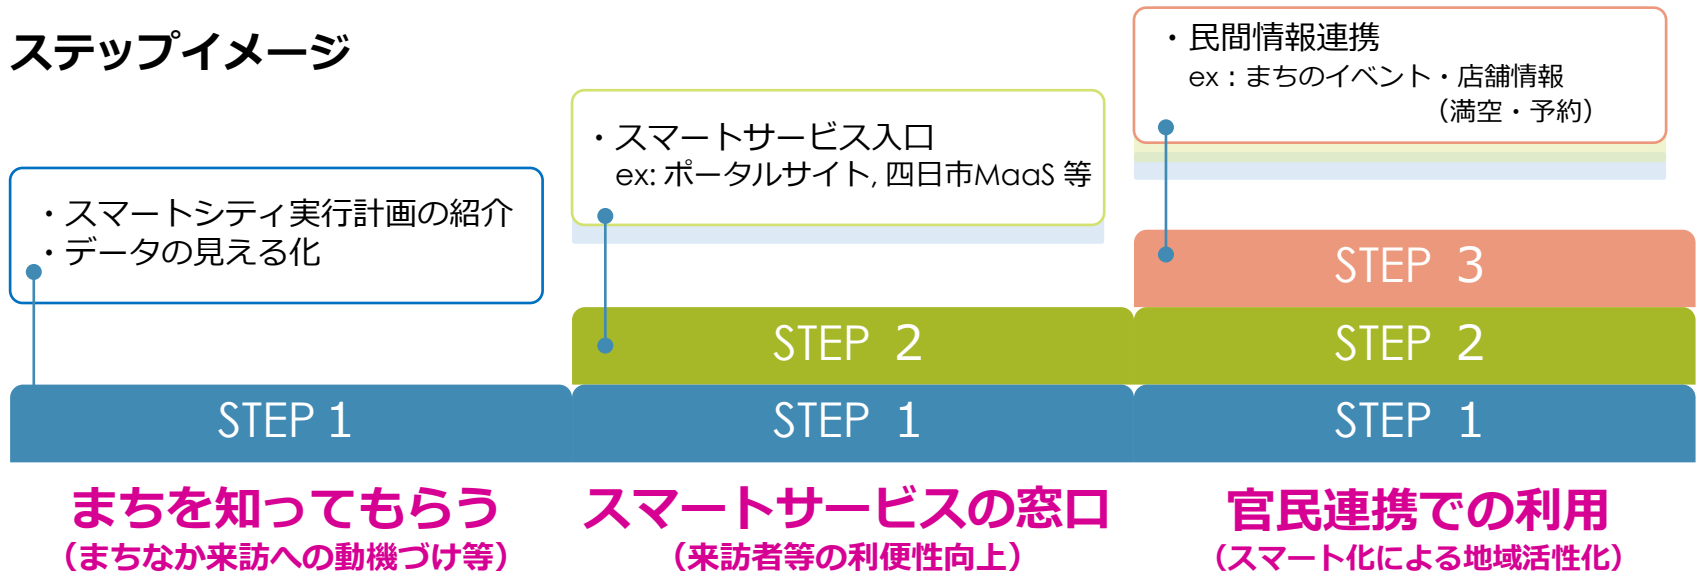 ステップイメージ
・スマートシティ実行計画の紹介
・データの見える化
・スマートサービス入口
ex: ポータルサイト, 四日市MaaS 等
・民間情報連携
ex：まちのイベント・店舗情報
（満空・予約）
STEP 3
STEP 2
STEP 2
STEP 1
STEP 1
STEP 1
まちを知ってもらう
（まちなか来訪への動機づけ等）
スマートサービスの窓口
（来訪者等の利便性向上）
官民連携での利用
（スマート化による地域活性化）